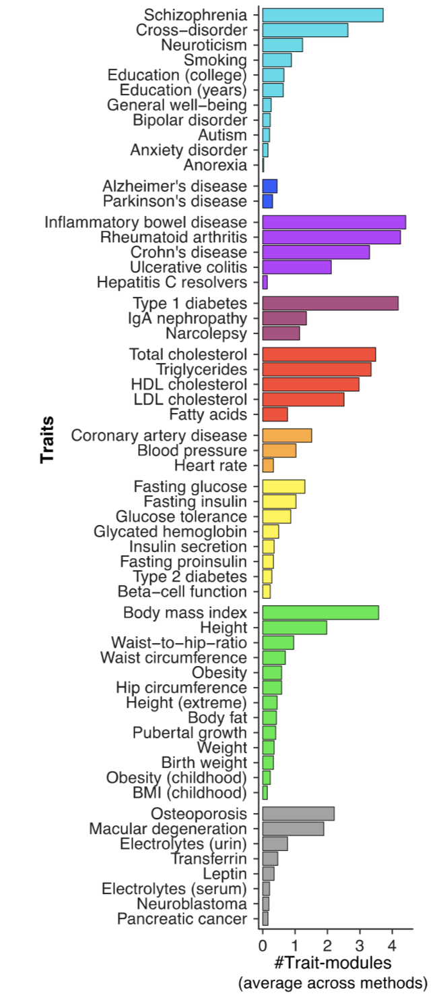 Schizophrenia
Cross−disorder
Neuroticism
Smoking
Education (college)
Education (years)
General well−being
Bipolar disorder
Autism
Anxiety disorder
Anorexia
Alzheimer's disease
Parkinson's disease
Inflammatory bowel disease
Rheumatoid arthritis
Crohn's disease
Ulcerative colitis
Hepatitis C resolvers
Type 1 diabetes
IgA nephropathy
Narcolepsy
Total cholesterol
Triglycerides
HDL cholesterol
LDL cholesterol
Fatty acids
Traits
Coronary artery disease
Blood pressure
Heart rate
Fasting glucose
Fasting insulin
Glucose tolerance
Glycated hemoglobin
Insulin secretion
Fasting proinsulin
Type 2 diabetes
Beta−cell function
Body mass index
Height
Waist−to−hip−ratio
Waist circumference
Obesity
Hip circumference
Height (extreme)
Body fat
Pubertal growth
Weight
Birth weight
Obesity (childhood)
BMI (childhood)
Osteoporosis
Macular degeneration
Electrolytes (urin)
Transferrin
Leptin
Electrolytes (serum)
Neuroblastoma
Pancreatic cancer
0 1 2 3 4
#Trait-modules
(average across methods)